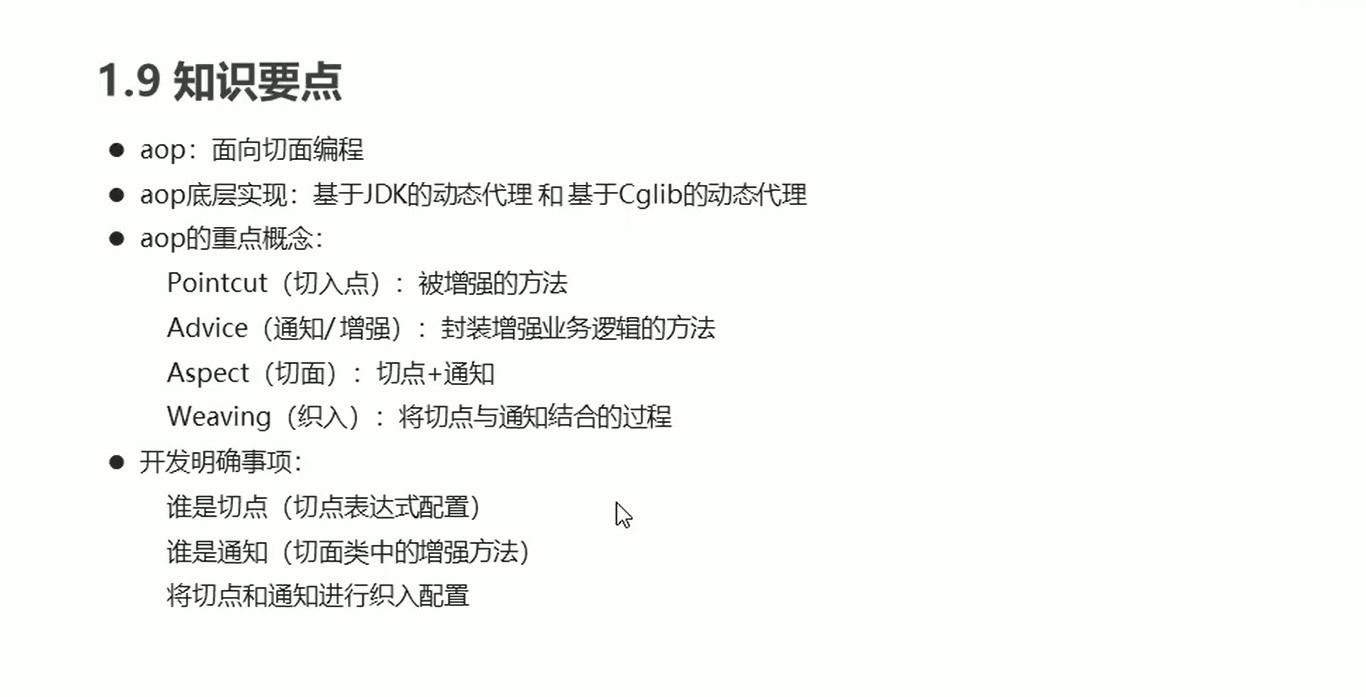 1.9 知识要点
● aop：面向切面编程
● aop底层实现：基于JDK的动态代理 和 基于Cglib的动态代理
● aop的重点概念：
Pointcut（切入点）：被增强的方法
Advice（通知/ 增强）：封装增强业务逻辑的方法
Aspect（切面）：切点+通知
Weaving（织入）：将切点与通知结合的过程
● 开发明确事项：
谁是切点（切点表达式配置）
谁是通知（切面类中的增强方法）
将切点和通知进行织入配置